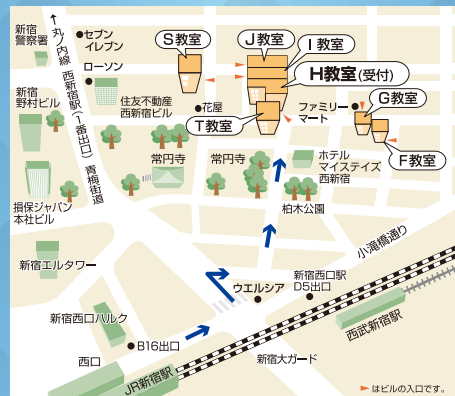 ←丸ノ内線 西新宿駅(1番出口) 青梅街道
新宿
警察署
セブン
イレブン
ローソン
S教室
J教室
I教室
H教室(受付)
新宿
野村ビル
住友不動産
西新宿ビル
花屋
T教室
ファミリー
マート
G教室
F教室
常円寺
常円寺
ホテル
マイステイズ
西新宿
損保ジャパン
本社ビル
柏木公園
小滝橋通り
新宿エルタワー
ウエルシア
新宿西口駅
D5出口
新宿西口ハルク
B16出口
西武新宿駅
西口
JR新宿駅
新宿大ガード
はビルの入口です。